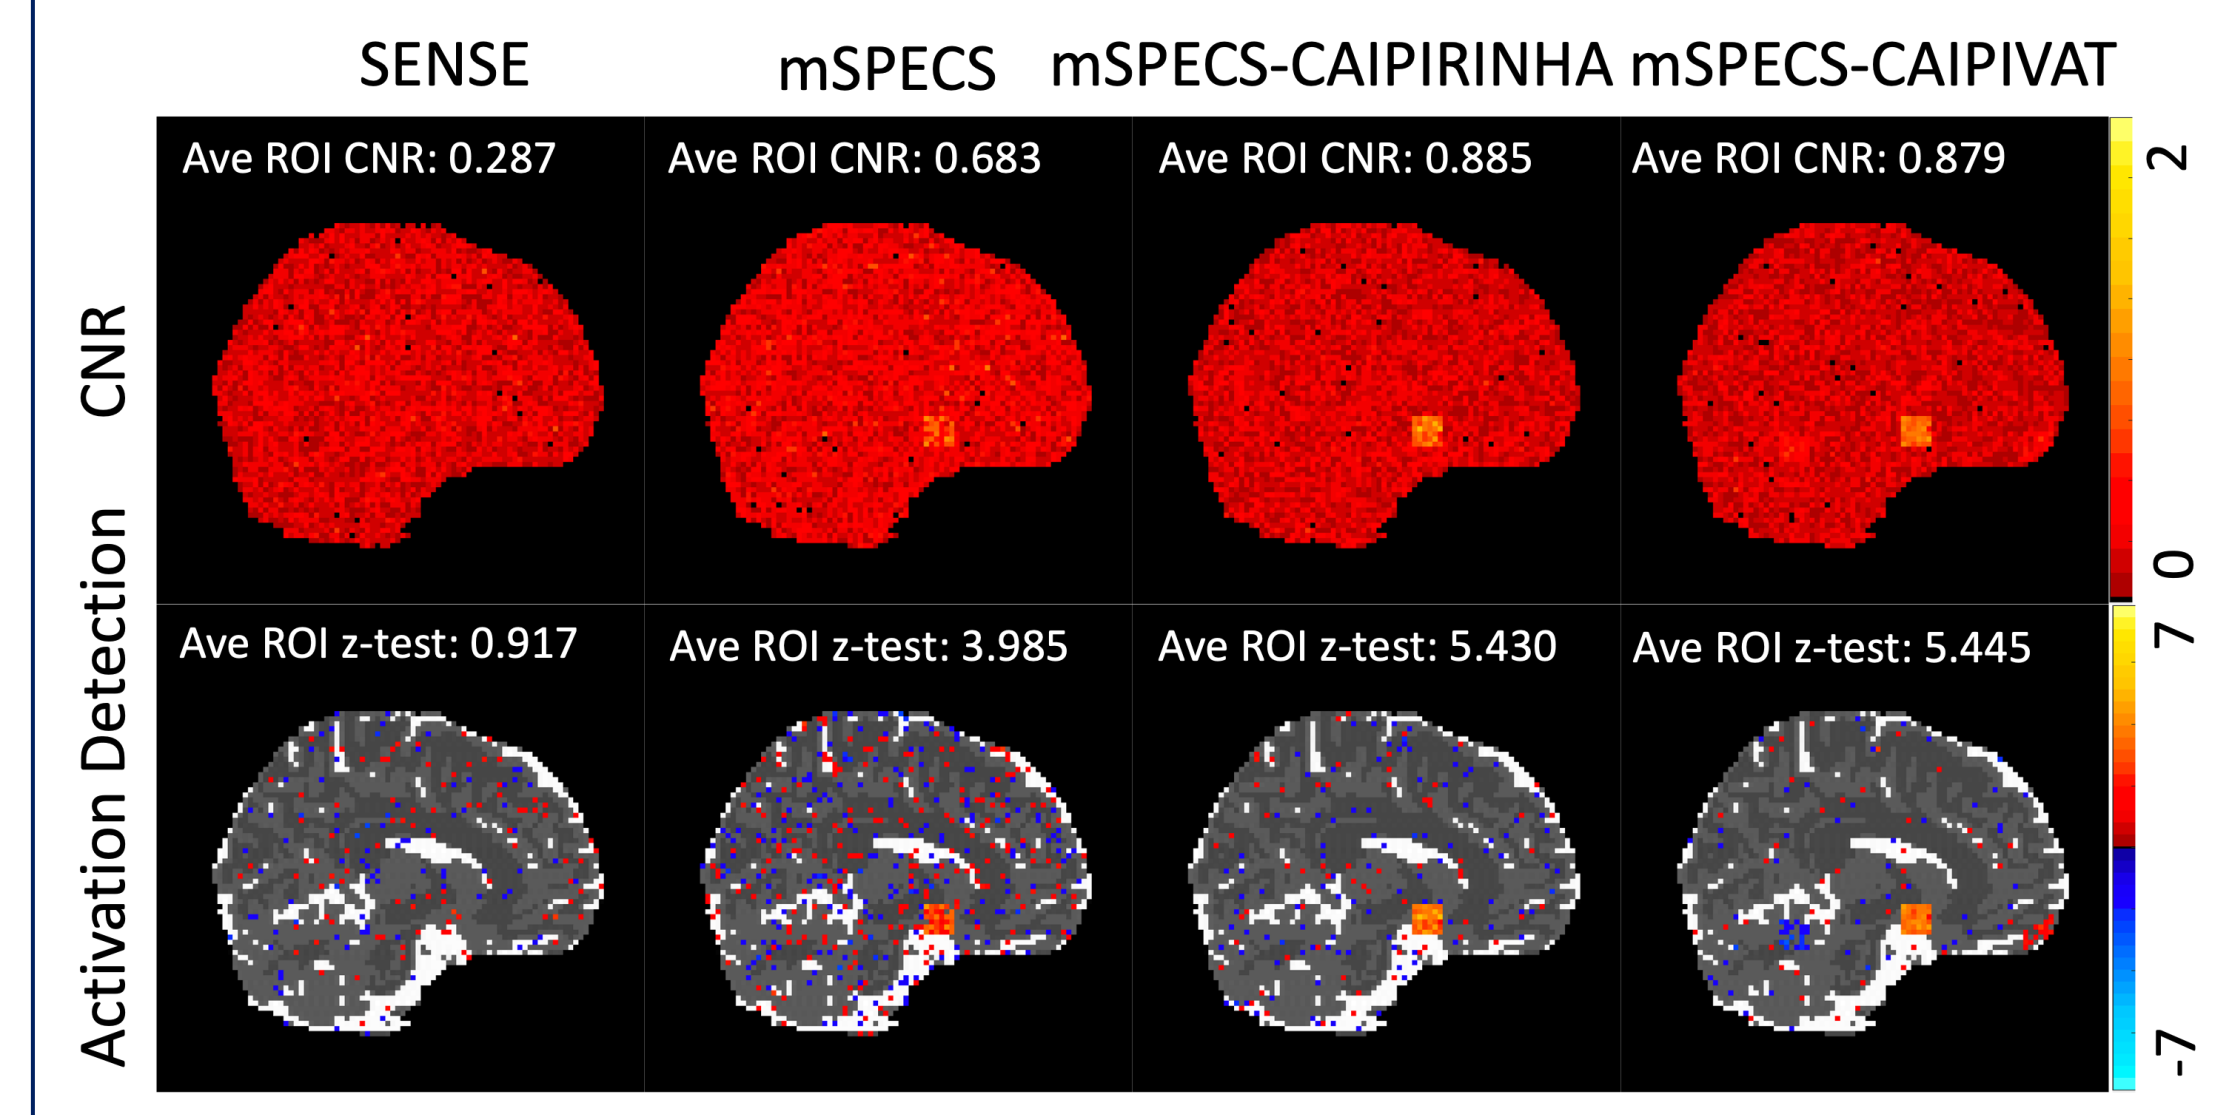 SENSE mSPECS mSPECS-CAIPIRINHA mSPECS-CAIPIVAT
CNR
Ave ROI CNR: 0.287 Ave ROI CNR: 0.683 Ave ROI CNR: 0.885 Ave ROI CNR: 0.879
2
0
Activation Detection
Ave ROI z-test: 0.917 Ave ROI z-test: 3.985 Ave ROI z-test: 5.430 Ave ROI z-test: 5.445
7
-7